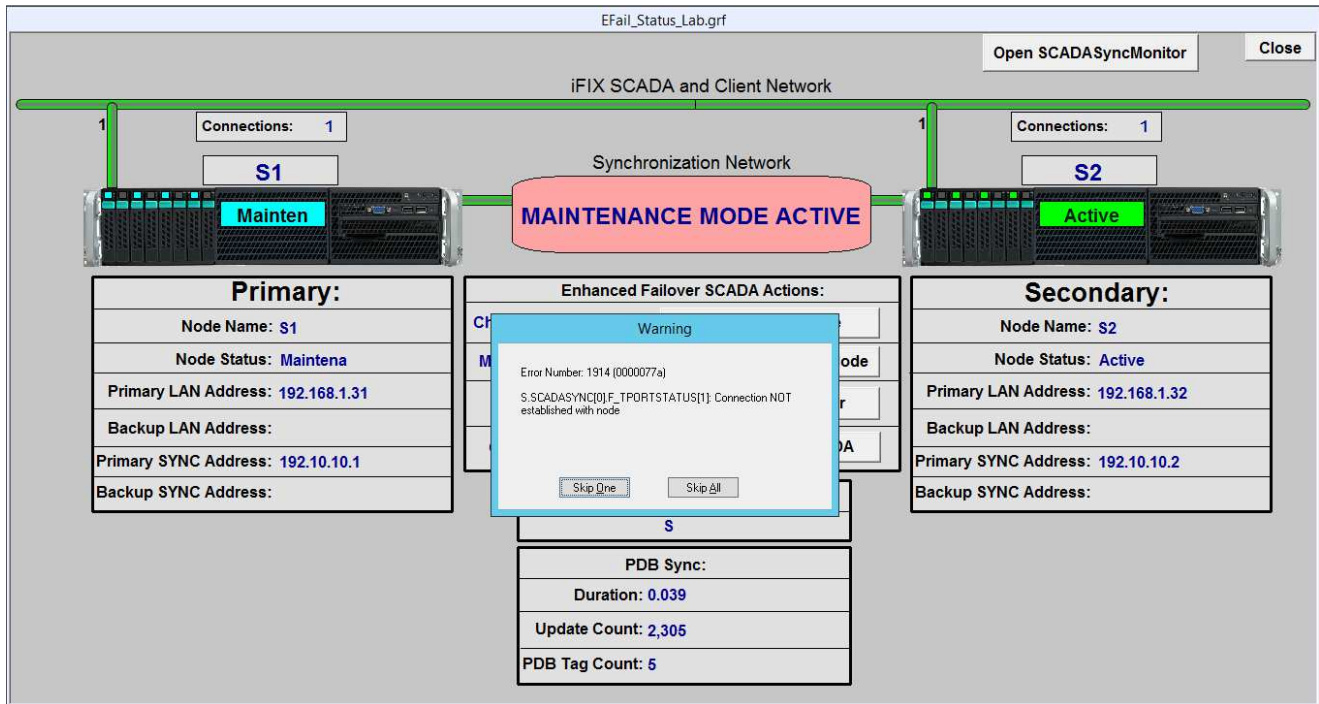 EFail_Status_Lab.grf
Open SCADASyncMonitor
Close
iFIX SCADA and Client Network
1
Connections: 1
1
Connections: 1
S1
Synchronization Network
S2
Mainten
MAINTENANCE MODE ACTIVE
Active
Primary:
Node Name: S1
Node Status: Maintena
Primary LAN Address: 192.168.1.31
Backup LAN Address:
Primary SYNC Address: 192.10.10.1
Backup SYNC Address:
Enhanced Failover SCADA Actions:
Ch
M
ode
r
DA
Warning
Error Number: 1914 (0000077a)
S.SCADASYNC[0].F_TPORTSTATUS[1]: Connection NOT
established with node
Skip One
Skip All
S
PDB Sync:
Duration: 0.039
Update Count: 2,305
PDB Tag Count: 5
Secondary:
Node Name: S2
Node Status: Active
Primary LAN Address: 192.168.1.32
Backup LAN Address:
Primary SYNC Address: 192.10.10.2
Backup SYNC Address: